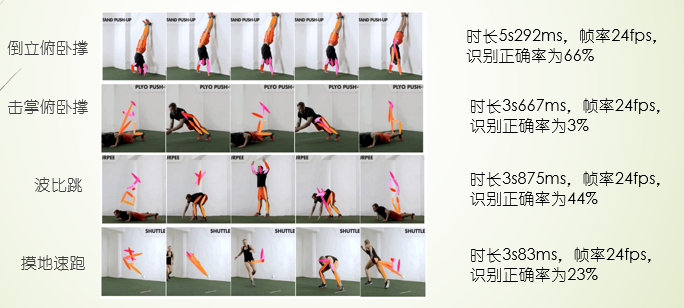 倒立俯卧撑
STAND PUSH-UP
STAND PUSH-UP
STAND PUSH-UP
STAND PUSH-UP
STAND PUSH-UP
时长5s292ms，帧率24fps，
识别正确率为66%
击掌俯卧撑
PLYO PUSH-
PLYO PUSH-U
PLYO PUSH-U
PLYO PUSH-U
PLYO PUSH-
时长3s667ms，帧率24fps，
识别正确率为3%
波比跳
URPEE
URPEE
URPEE
URPEE
URPEE
时长3s875ms，帧率24fps，
识别正确率为44%
摸地速跑
SHUTTLE
SHUTTLE
SHUTTLE
SHUTTLE
SHUTTLE
时长3s83ms，帧率24fps，
识别正确率为23%